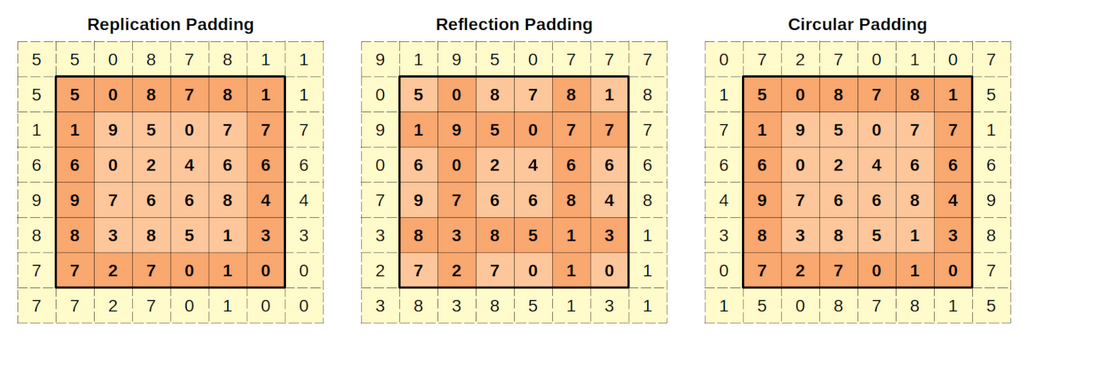 Replication Padding
5 5 0 8 7 8 1 1
5 5 0 8 7 8 1 1
1 1 9 5 0 7 7 7
6 6 0 2 4 6 6 6
9 9 7 6 6 8 4 4
8 8 3 8 5 1 3 3
7 7 2 7 0 1 0 0
7 7 2 7 0 1 0 0
Reflection Padding
9 1 9 5 0 7 7 7
0 5 0 8 7 8 1 8
9 1 9 5 0 7 7 7
0 6 0 2 4 6 6 6
7 9 7 6 6 8 4 8
3 8 3 8 5 1 3 1
2 7 2 7 0 1 0 1
3 8 3 8 5 1 3 1
Circular Padding
0 7 2 7 0 1 0 7
1 5 0 8 7 8 1 5
7 1 9 5 0 7 7 1
6 6 0 2 4 6 6 6
4 9 7 6 6 8 4 9
3 8 3 8 5 1 3 8
0 7 2 7 0 1 0 7
1 5 0 8 7 8 1 5